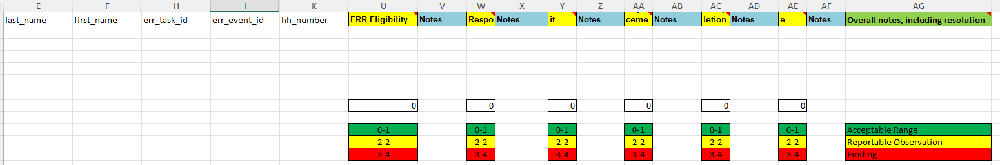 E F H I K U V W X Y Z AA AB AC AD AE AF AG
last_name first_name err_task_id err_event_id hh_number ERR Eligibility Notes Respo Notes it Notes ceme Notes letion Notes e Notes Overall notes, including resolution
0 0 0 0 0 0
0-1 0-1 0-1 0-1 0-1 0-1 Acceptable Range
2-2 2-2 2-2 2-2 2-2 2-2 Reportable Observation
3-4 3-4 3-4 3-4 3-4 3-4 Finding